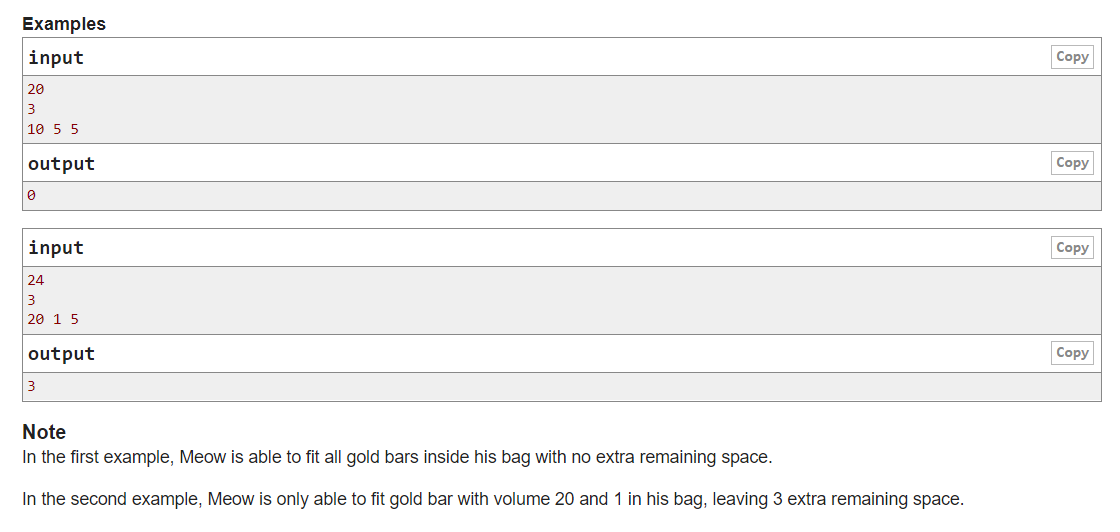 Examples
input
Copy
20
3
10 5 5
output
Copy
0
input
Copy
24
3
20 1 5
output
Copy
3
Note
In the first example, Meow is able to fit all gold bars inside his bag with no extra remaining space.
In the second example, Meow is only able to fit gold bar with volume 20 and 1 in his bag, leaving 3 extra remaining space.